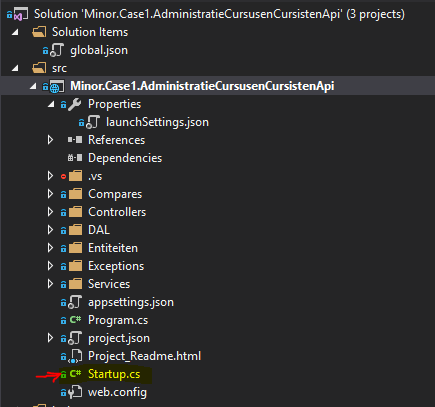 Solution 'Minor.Case1.AdministratieCursusenCursistenApi' (3 projects)
Solution Items
global.json
src
Minor.Case1.AdministratieCursusenCursistenApi
Properties
launchSettings.json
References
Dependencies
.vs
Compares
Controllers
DAL
Entiteiten
Exceptions
Services
appsettings.json
C# Program.cs
project.json
Project_Readme.html
C# Startup.cs
web.config